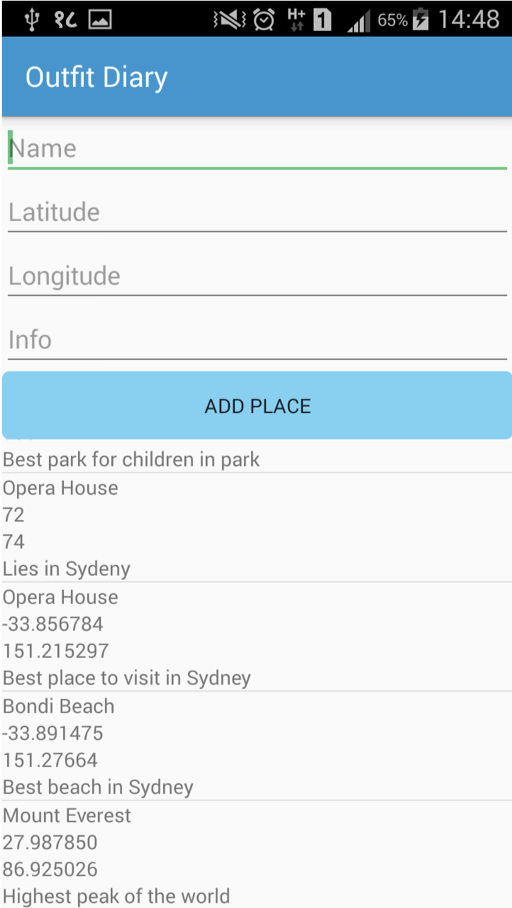 १८ H+ 1 65% 14:48
Outfit Diary
Name
Latitude
Longitude
Info
ADD PLACE
Best park for children in park
Opera House
72
74
Lies in Sydeny
Opera House
-33.856784
151.215297
Best place to visit in Sydney
Bondi Beach
-33.891475
151.27664
Best beach in Sydney
Mount Everest
27.987850
86.925026
Highest peak of the world